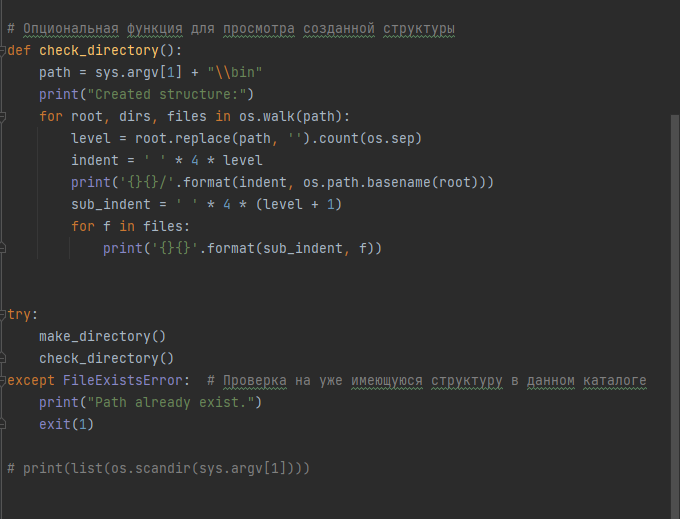 # Опциональная функция для просмотра созданной структуры
def check_directory():
    path = sys.argv[1] + "\\bin"
    print("Created structure:")
    for root, dirs, files in os.walk(path):
        level = root.replace(path, '').count(os.sep)
        indent = ' ' * 4 * level
        print('{}{}/'.format(indent, os.path.basename(root)))
        sub_indent = ' ' * 4 * (level + 1)
        for f in files:
            print('{}{}'.format(sub_indent, f))
try:
    make_directory()
    check_directory()
except FileExistsError:  # Проверка на уже имеющуюся структуру в данном каталоге
    print("Path already exist.")
    exit(1)
# print(list(os.scandir(sys.argv[1])))